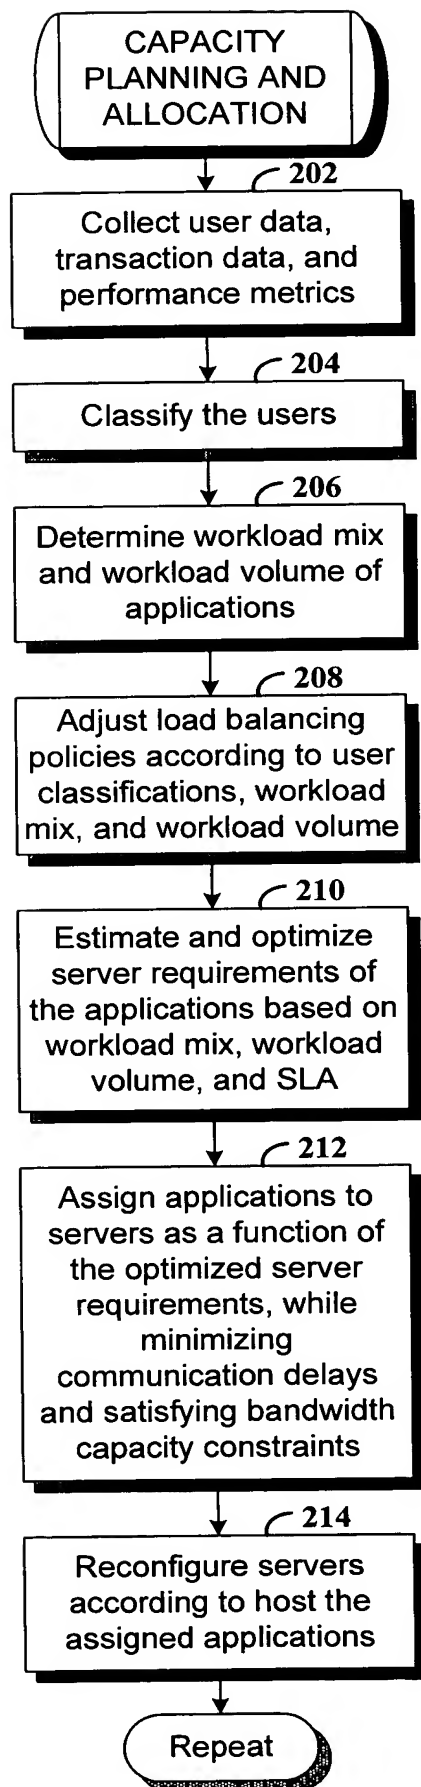 CAPACITY
PLANNING AND
ALLOCATION
202
Collect user data,
transaction data, and
performance metrics
204
Classify the users
206
Determine workload mix
and workload volume of
applications
208
Adjust load balancing
policies according to user
classifications, workload
mix, and workload volume
210
Estimate and optimize
server requirements of
the applications based on
workload mix, workload
volume, and SLA
212
Assign applications to
servers as a function of
the optimized server
requirements, while
minimizing
communication delays
and satisfying bandwidth
capacity constraints
214
Reconfigure servers
according to host the
assigned applications
Repeat